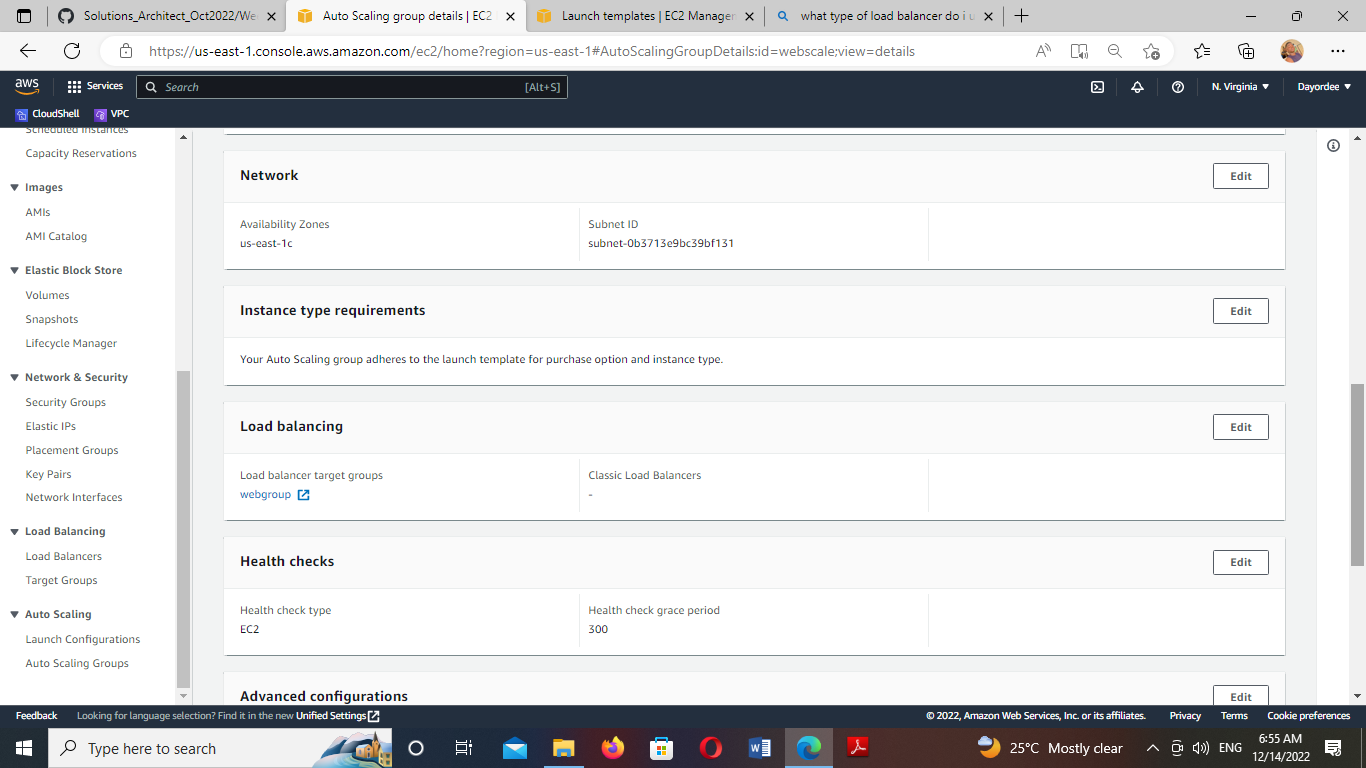 Solutions_Architect_Oct2022/We
Auto Scaling group details | EC2
Launch templates | EC2 Manager
what type of load balancer do i u
https://us-east-1.console.aws.amazon.com/ec2/home?region=us-east-1#AutoScalingGroupDetails:id=webscale;view=details
aws
Services
Search
[Alt+S]
N. Virginia
Dayordee
CloudShell
VPC
Scheduled Instances
Capacity Reservations
Images
AMIs
AMI Catalog
Elastic Block Store
Volumes
Snapshots
Lifecycle Manager
Network & Security
Security Groups
Elastic IPs
Placement Groups
Key Pairs
Network Interfaces
Load Balancing
Load Balancers
Target Groups
Auto Scaling
Launch Configurations
Auto Scaling Groups
Network
Edit
Availability Zones
us-east-1c
Subnet ID
subnet-0b3713e9bc39bf131
Instance type requirements
Edit
Your Auto Scaling group adheres to the launch template for purchase option and instance type.
Load balancing
Edit
Load balancer target groups
webgroup
Classic Load Balancers
-
Health checks
Edit
Health check type
EC2
Health check grace period
300
Advanced configurations
Edit
Feedback
Looking for language selection? Find it in the new Unified Settings
© 2022, Amazon Web Services, Inc. or its affiliates.
Privacy
Terms
Cookie preferences
Type here to search
25°C Mostly clear
ENG
6:55 AM
12/14/2022